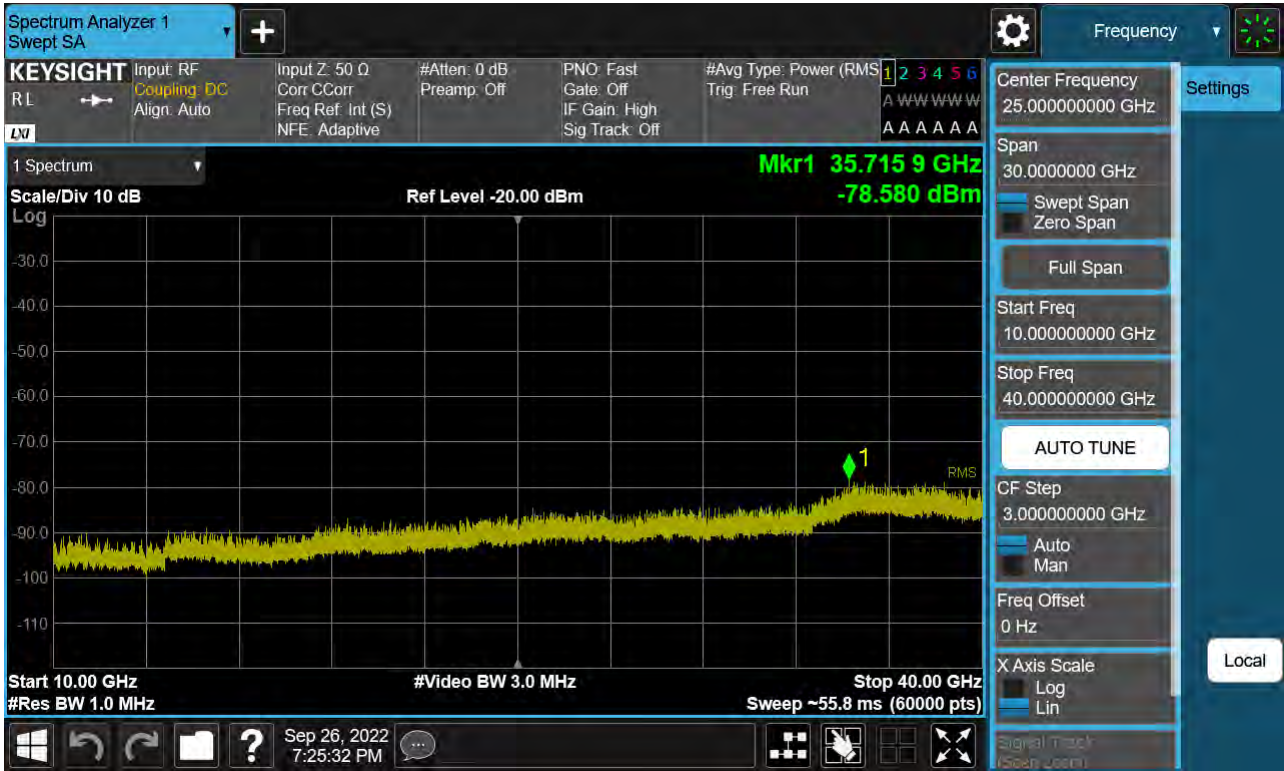 Spectrum Analyzer 1
Swept SA
+
Frequency
KEYSIGHT
R L
LXI
Input: RF
Coupling: DC
Align: Auto
Input Z: 50 Ω
Corr CCorr
Freq Ref: Int (S)
NFE: Adaptive
#Atten: 0 dB
Preamp: Off
PNO: Fast
Gate: Off
IF Gain: High
Sig Track: Off
#Avg Type: Power (RMS
Trig: Free Run
1 2 3 4 5 6
A W W W W W
A A A A A A
1 Spectrum
Scale/Div 10 dB
Ref Level -20.00 dBm
Mkr1 35.715 9 GHz
-78.580 dBm
Log
-30.0
-40.0
-50.0
-60.0
-70.0
-80.0
-90.0
-100
-110
1
RMS
Start 10.00 GHz
#Video BW 3.0 MHz
Stop 40.00 GHz
#Res BW 1.0 MHz
Sweep ~55.8 ms (60000 pts)
Sep 26, 2022
7:25:32 PM
?
Center Frequency
25.000000000 GHz
Settings
Span
30.0000000 GHz
Swept Span
Zero Span
Full Span
Start Freq
10.000000000 GHz
Stop Freq
40.000000000 GHz
AUTO TUNE
CF Step
3.000000000 GHz
Auto
Man
Freq Offset
0 Hz
X Axis Scale
Log
Lin
Local
Signal Track
(Span Zoom)